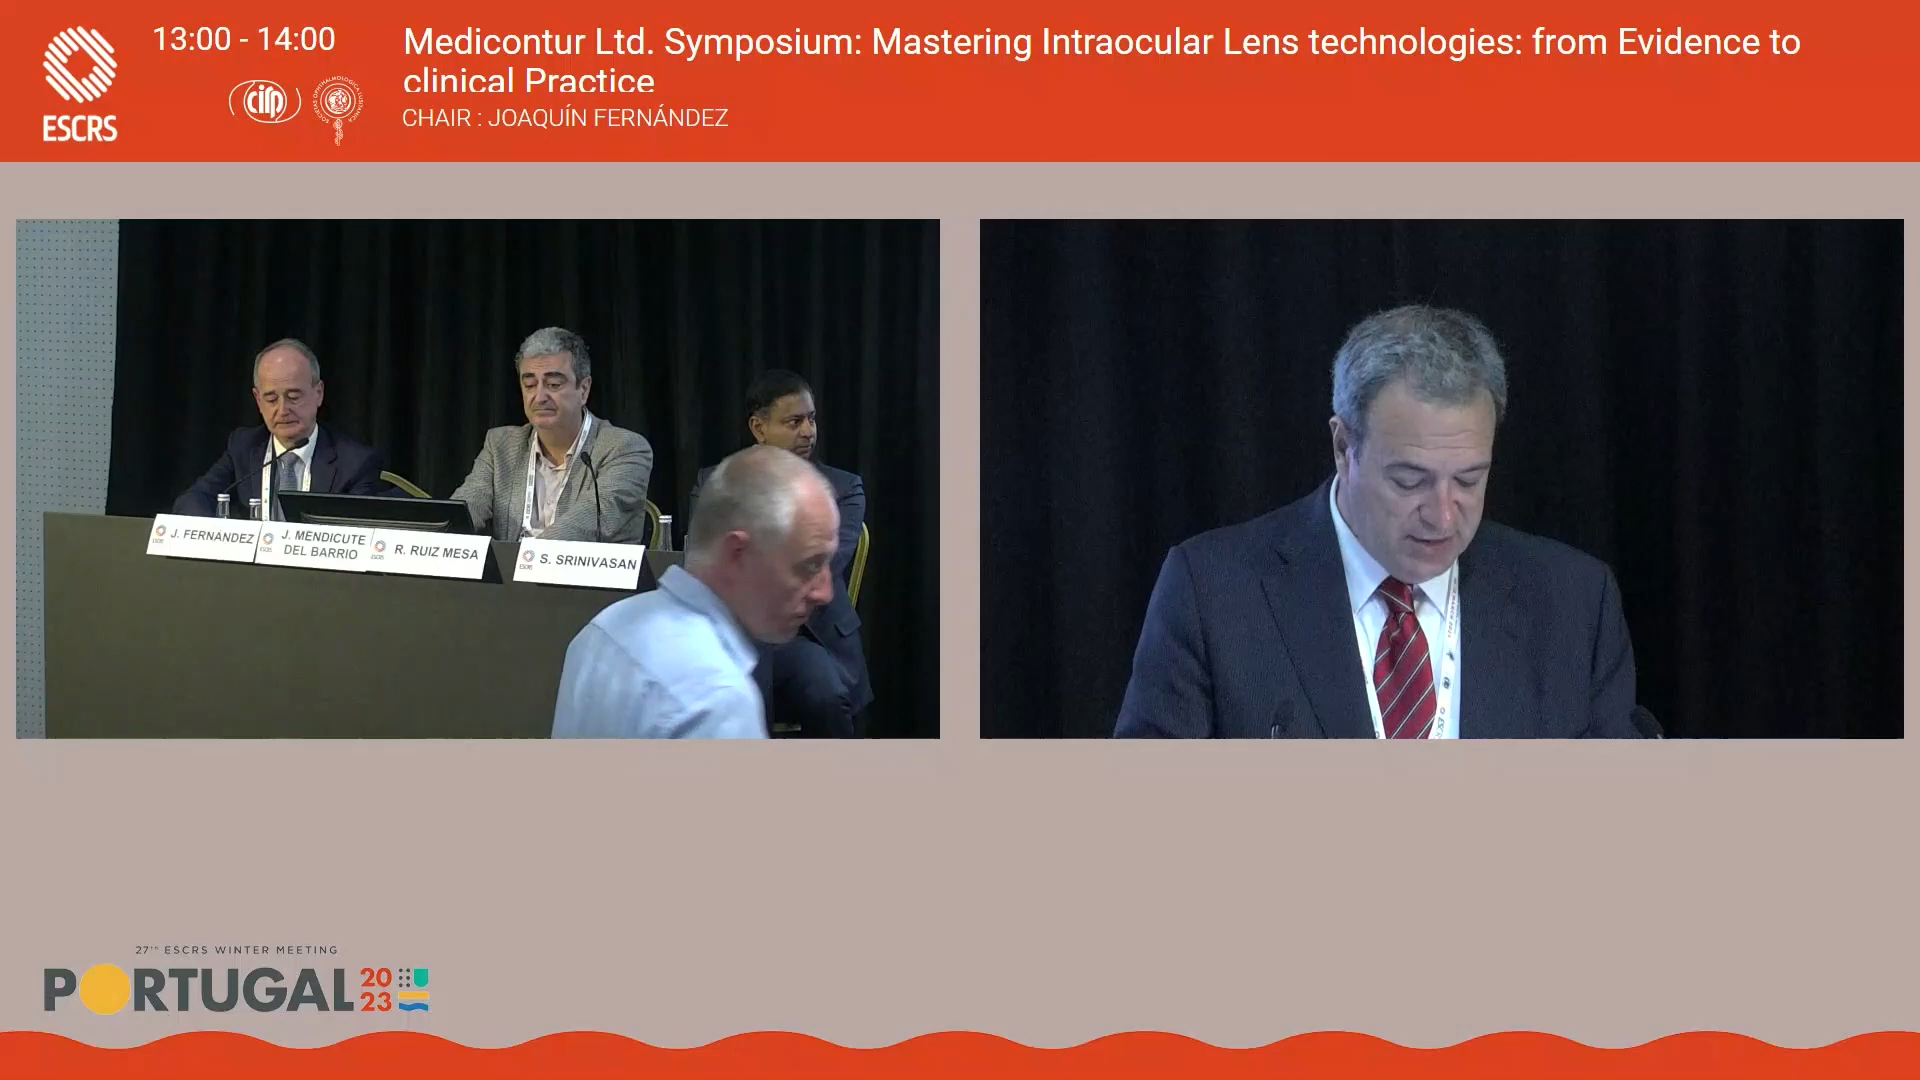 13:00 - 14:00
Medicontur Ltd. Symposium: Mastering Intraocular Lens technologies: from Evidence to
clinical Practice
CHAIR : JOAQUÍN FERNÁNDEZ
ESCRS
J. FERNÁNDEZ
J. MENDICUTE
DEL BARRIO
R. RUIZ MESA
S. SRINIVASAN
27TH ESCRS WINTER MEETING
PORTUGAL 20
23